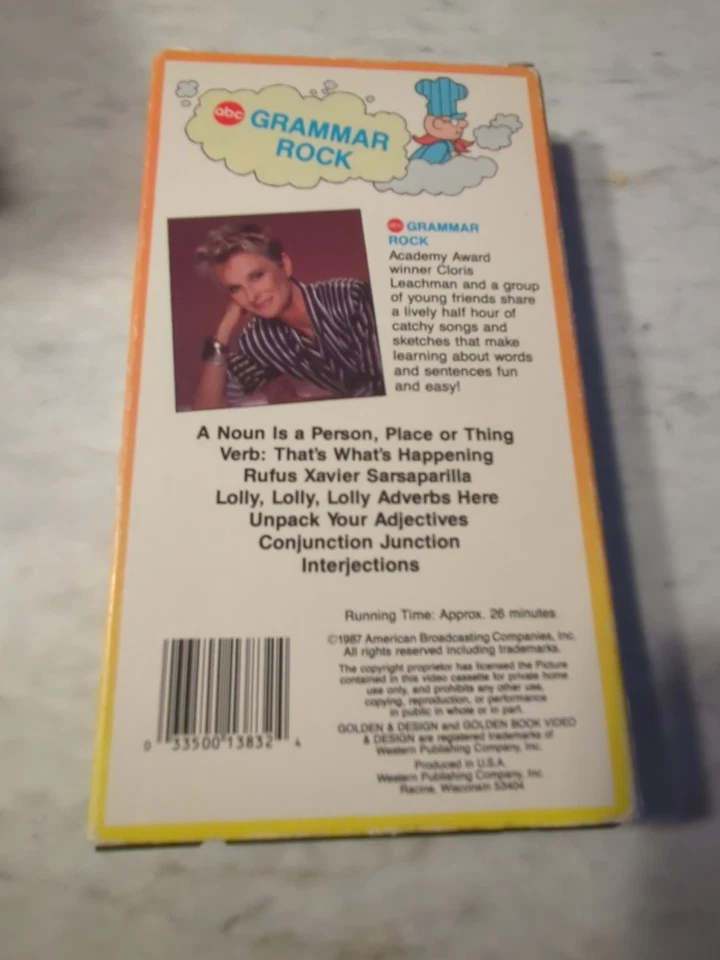 abc GRAMMAR
ROCK
abc GRAMMAR
ROCK
Academy Award
winner Cloris
Leachman and a group
of young friends share
a lively half hour of
catchy songs and
sketches that make
learning about words
and sentences fun
and easy!
A Noun Is a Person, Place or Thing
Verb: That's What's Happening
Rufus Xavier Sarsaparilla
Lolly, Lolly, Lolly Adverbs Here
Unpack Your Adjectives
Conjunction Junction
Interjections
Running Time: Approx. 26 minutes
©1987 American Broadcasting Companies, Inc.
All rights reserved including trademarks.
The copyright proprietor has licensed the Picture
contained in this video cassette for private home
use only, and prohibits any other use,
copying, reproduction, or performance
in public in whole or in part.
GOLDEN & DESIGN and GOLDEN BOOK VIDEO
& DESIGN are registered trademarks of
Western Publishing Company, Inc.
Produced in U.S.A.
Western Publishing Company, Inc.
Racine, Wisconsin 53404
0 33500 13832 4